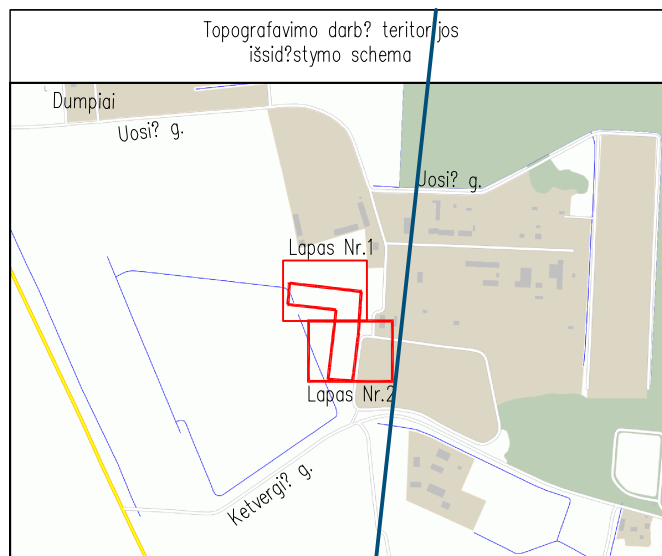 Topografavimo darb? teritorijos
išsid?stymo schema
Dumpiai
Uosi? g.
Uosi? g.
Lapas Nr.1
Lapas Nr.2
Ketvergi? g.